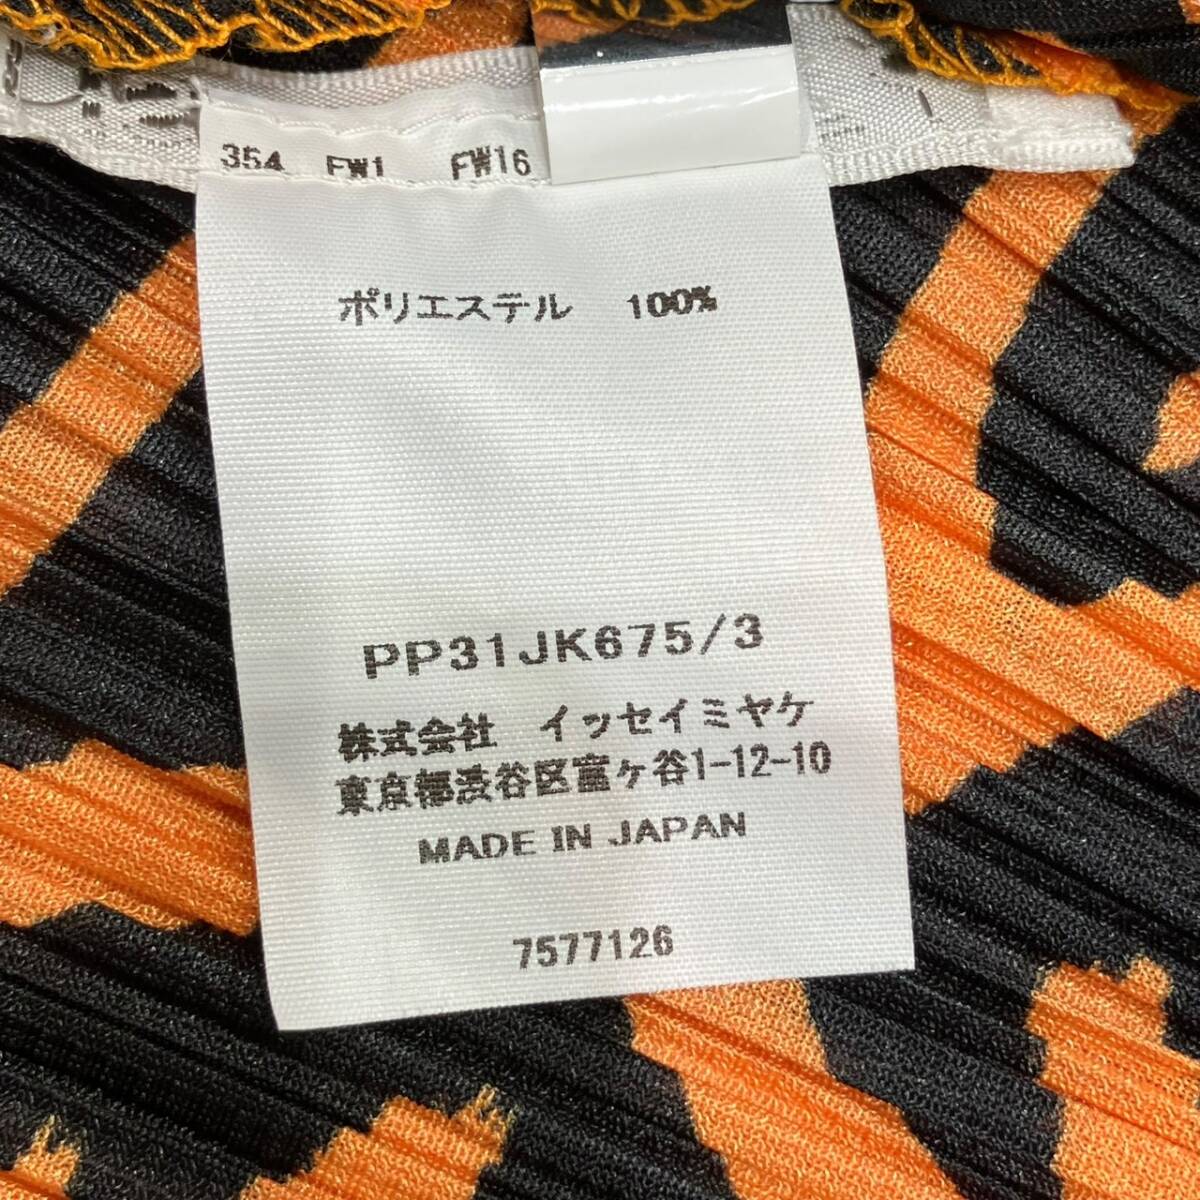 354 FW1 FW16
ポリエステル 100%
PP31JK675/3
株式会社 イッセイミヤケ
東京都渋谷区富ヶ谷1-12-10
MADE IN JAPAN
7577126